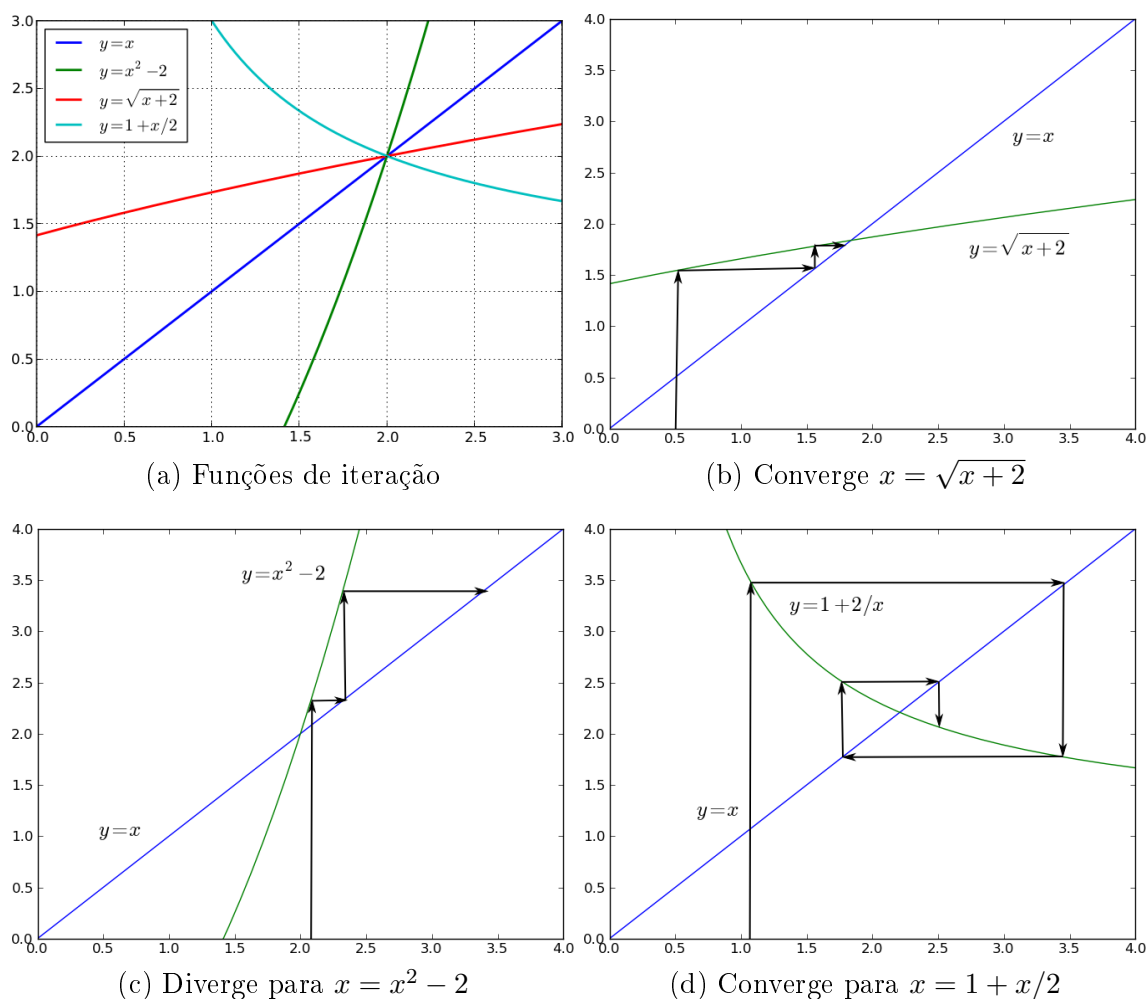 3.0
2.5
2.0
1.5
1.0
0.5
0.0
0.0 0.5 1.0 1.5 2.0 2.5 3.0
y=x
y=x²−2
y=√x+2
y=1+x/2
(a) Funções de iteração
4.0
3.5
3.0
2.5
2.0
1.5
1.0
0.5
0.0
0.0 0.5 1.0 1.5 2.0 2.5 3.0 3.5 4.0
y=x
y=√x+2
(b) Converge x = √x + 2
4.0
3.5
3.0
2.5
2.0
1.5
1.0
0.5
0.0
0.0 0.5 1.0 1.5 2.0 2.5 3.0 3.5 4.0
y=x²−2
y=x
(c) Diverge para x = x² − 2
4.0
3.5
3.0
2.5
2.0
1.5
1.0
0.5
0.0
0.0 0.5 1.0 1.5 2.0 2.5 3.0 3.5 4.0
y=1+2/x
y=x
(d) Converge para x = 1 + x/2